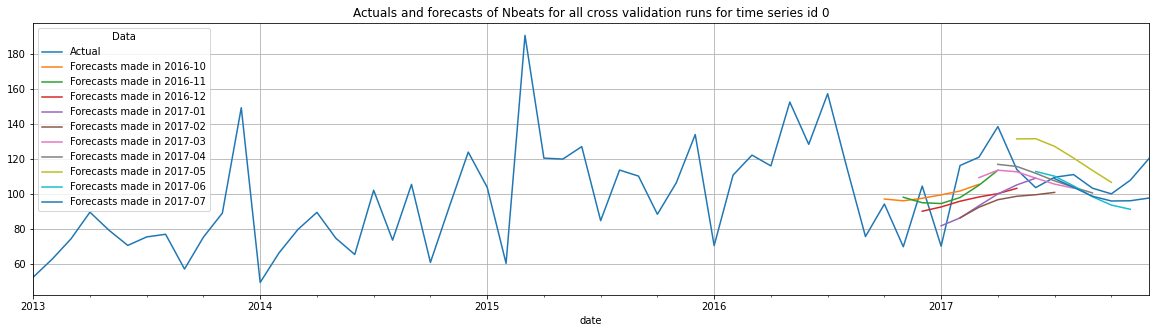 Actuals and forecasts of Nbeats for all cross validation runs for time series id 0
Data
Actual
Forecasts made in 2016-10
Forecasts made in 2016-11
Forecasts made in 2016-12
Forecasts made in 2017-01
Forecasts made in 2017-02
Forecasts made in 2017-03
Forecasts made in 2017-04
Forecasts made in 2017-05
Forecasts made in 2017-06
Forecasts made in 2017-07
180
160
140
120
100
80
60
2013
2014
2015
2016
2017
date